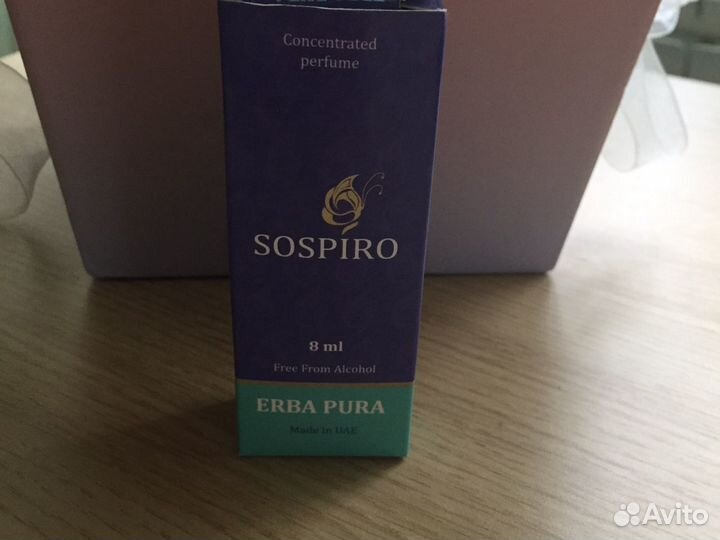 Concentrated
perfume
SOSPIRO
8 ml
Free From Alcohol
ERBA PURA
Made in UAE
Avito